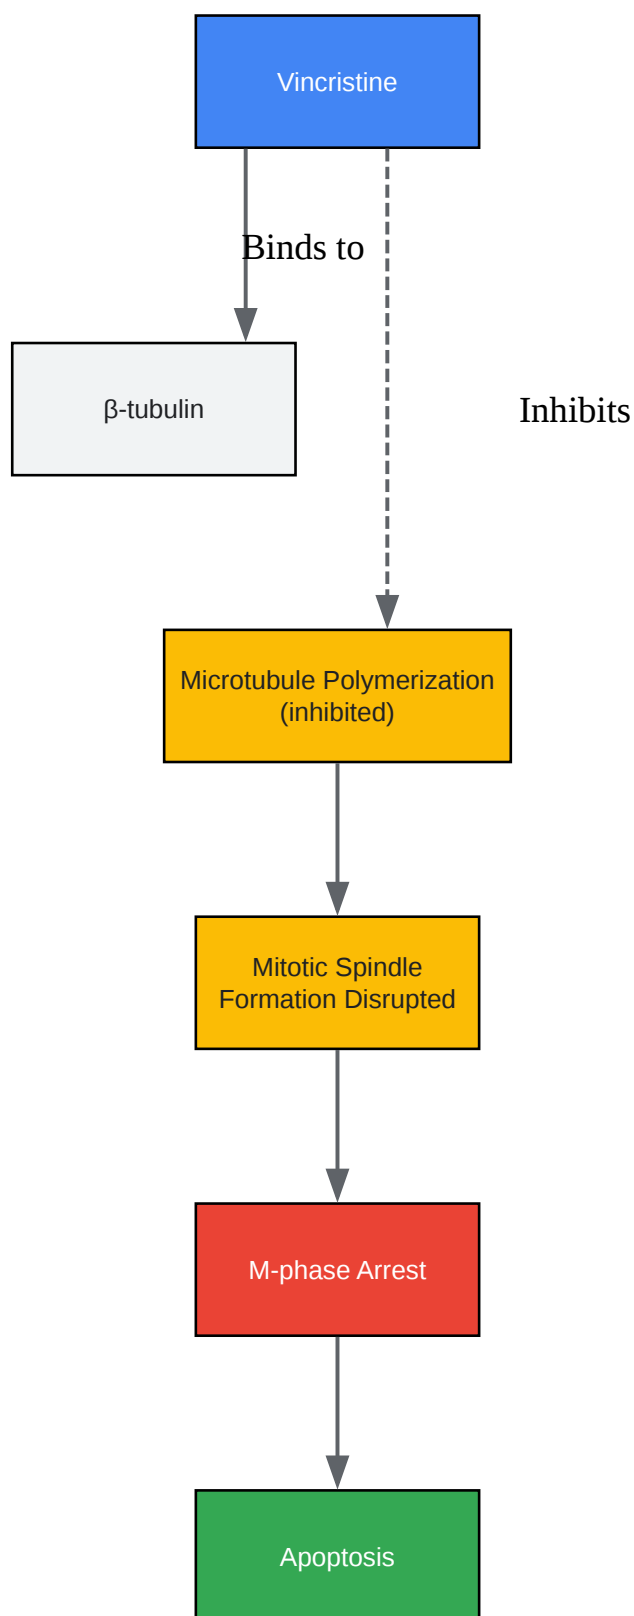 Vincristine
Binds to
β-tubulin
Inhibits
Microtubule Polymerization
(inhibited)
Mitotic Spindle
Formation Disrupted
M-phase Arrest
Apoptosis